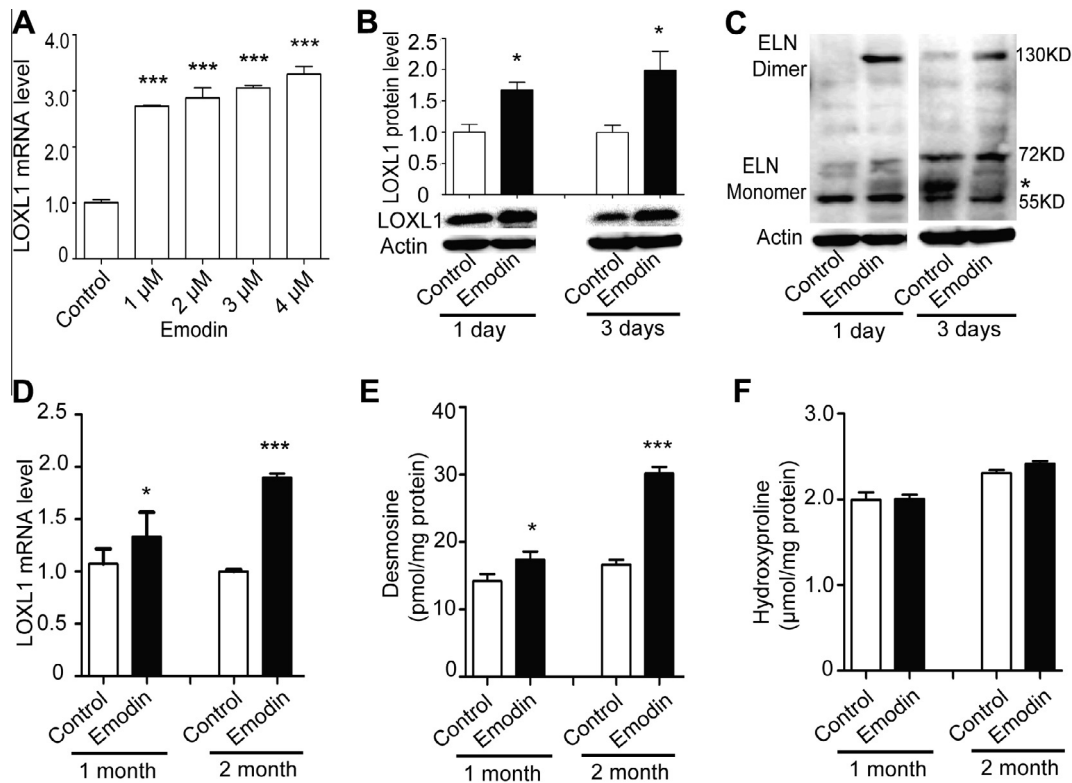 A
LOXL1 mRNA level
4.0
3.0
2.0
1.0
0
***
***
***
***
Control
1 µM
2 µM
3 µM
4 µM
Emodin
B
LOXL1 protein level
2.5
2.0
1.5
1.0
0.5
0
*
*
LOXL1
Actin
Control
Emodin
Control
Emodin
1 day
3 days
C
ELN
Dimer
130KD
72KD
ELN
Monomer
*
55KD
Actin
Control
Emodin
Control
Emodin
1 day
3 days
D
LOXL1 mRNA level
2.5
2.0
1.5
1.0
0.5
0
*
***
Control
Emodin
Control
Emodin
1 month
2 month
E
Desmosine
(pmol/mg protein)
40
30
20
10
0
*
***
Control
Emodin
Control
Emodin
1 month
2 month
F
Hydroxyproline
(µmol/mg protein)
3.0
2.0
1.0
0.0
Control
Emodin
Control
Emodin
1 month
2 month